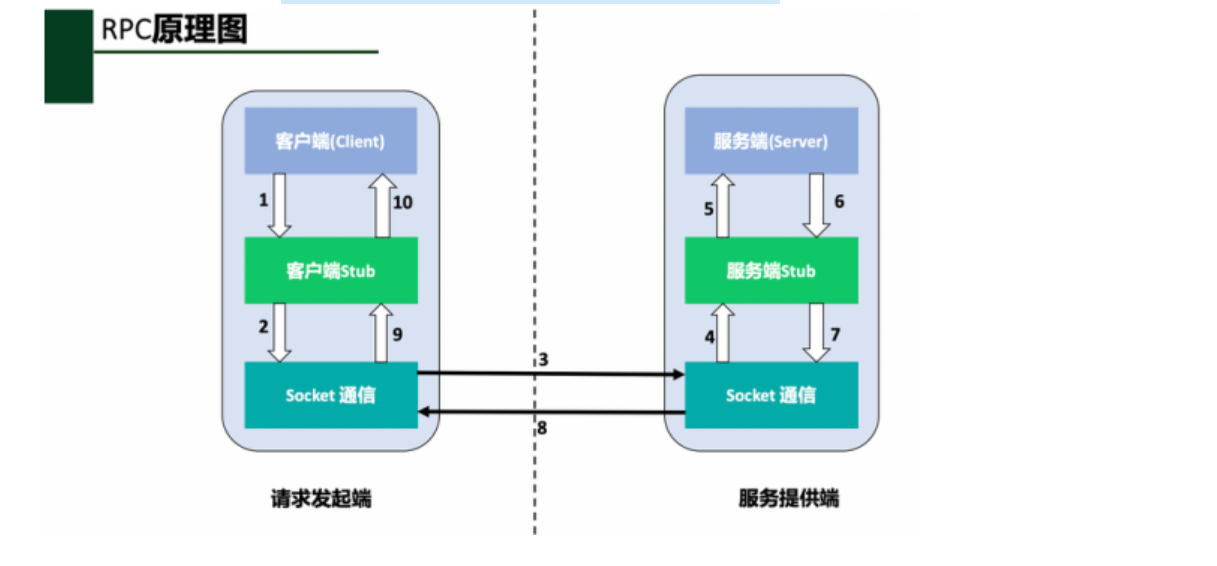 RPC原理图
客户端(Client)
服务端(Server)
1
10
5
6
客户端Stub
服务端Stub
2
9
4
7
3
Socket 通信
Socket 通信
8
请求发起端
服务提供端